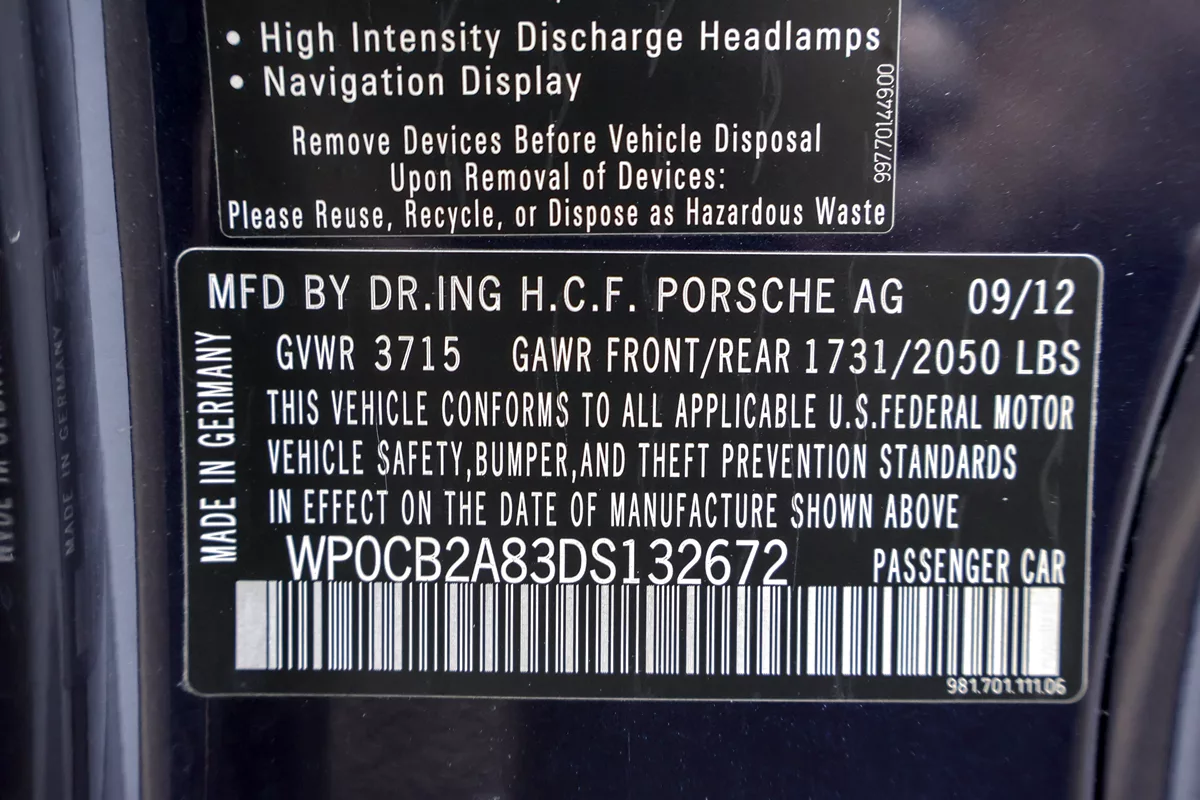 • High Intensity Discharge Headlamps
• Navigation Display
Remove Devices Before Vehicle Disposal
Upon Removal of Devices:
Please Reuse, Recycle, or Dispose as Hazardous Waste
997.701.449.00
MFD BY DR.ING H.C.F. PORSCHE AG 09/12
GVWR 3715 GAWR FRONT/REAR 1731/2050 LBS
THIS VEHICLE CONFORMS TO ALL APPLICABLE U.S.FEDERAL MOTOR
VEHICLE SAFETY,BUMPER,AND THEFT PREVENTION STANDARDS
IN EFFECT ON THE DATE OF MANUFACTURE SHOWN ABOVE
MADE IN GERMANY
WP0CB2A83DS132672 PASSENGER CAR
981.701.111.06
MADE IN GERMANY